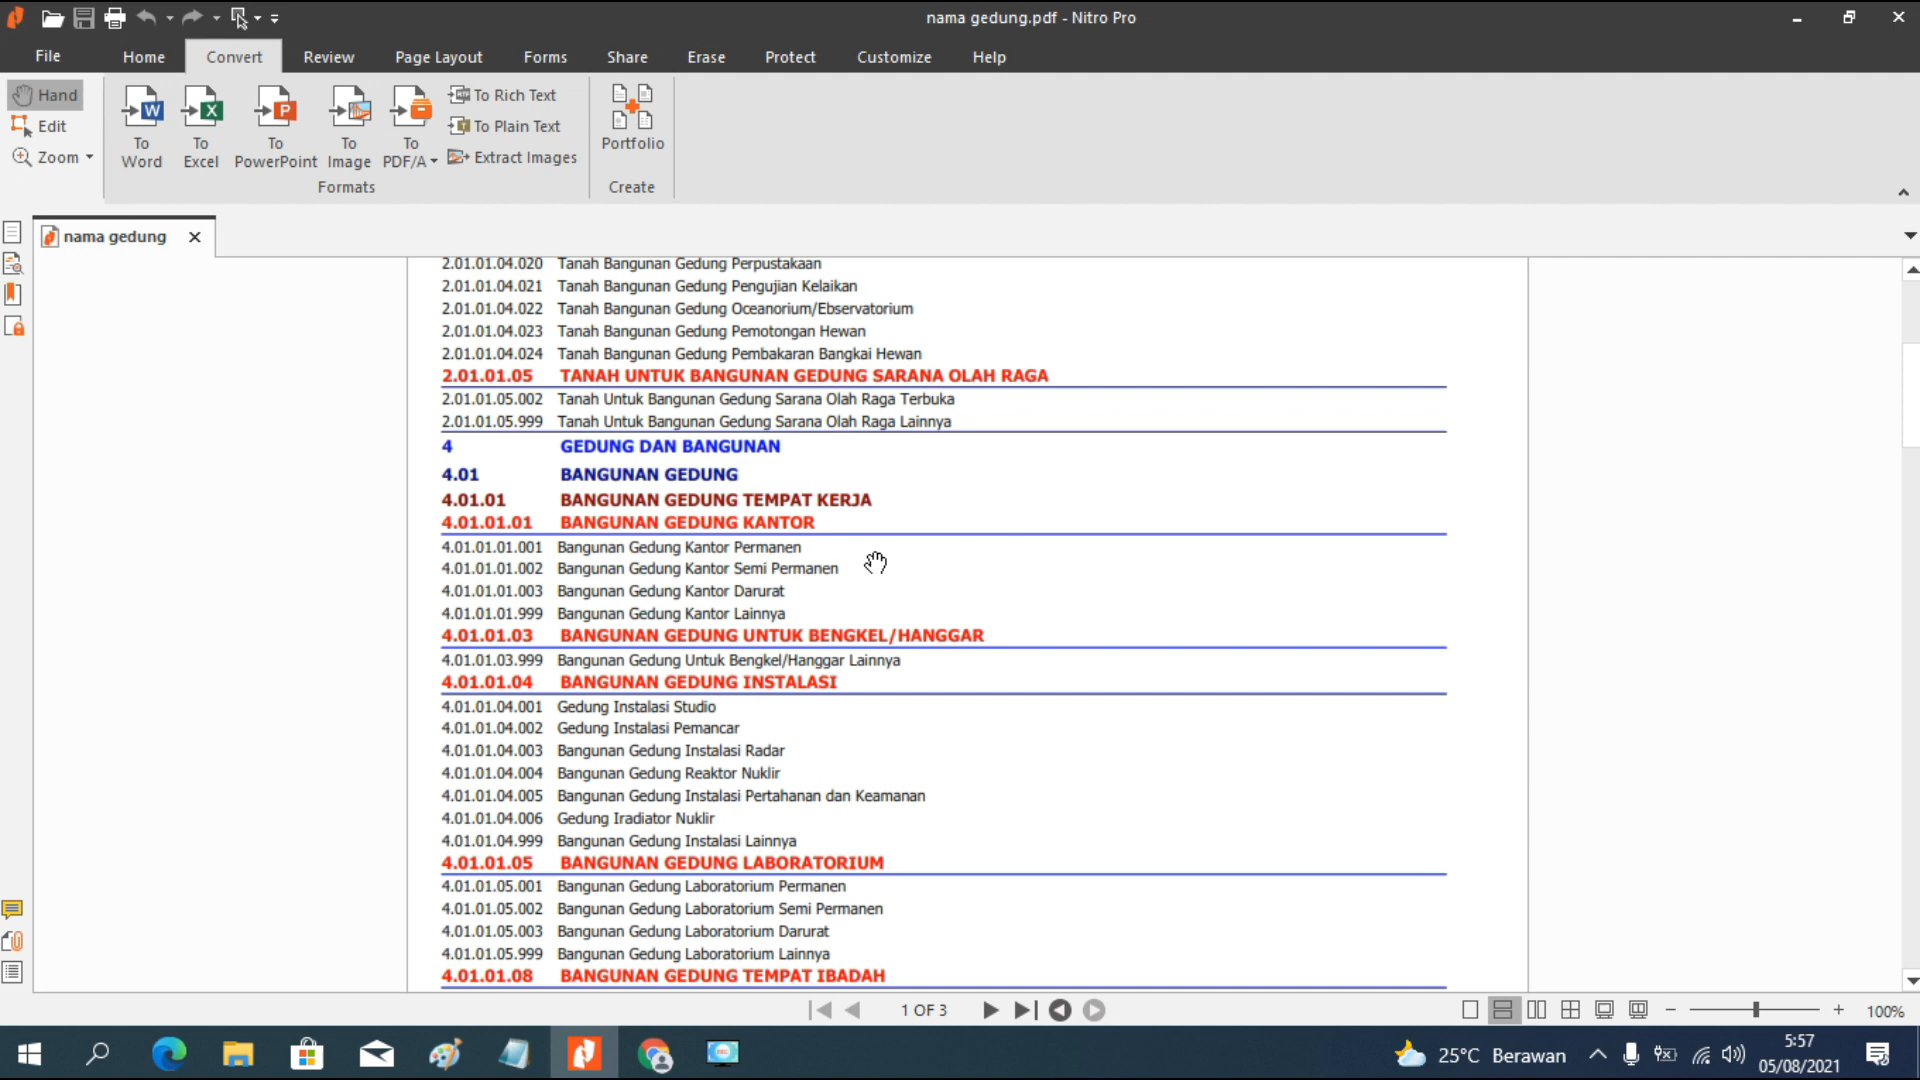 nama gedung.pdf - Nitro Pro
File Home Convert Review Page Layout Forms Share Erase Protect Customize Help
Hand
Edit
Zoom
To Word
To Excel
To PowerPoint
To Image
To PDF/A
To Rich Text
To Plain Text
Extract Images
Formats
Portfolio
Create
nama gedung
2.01.01.04.020 Tanah Bangunan Gedung Perpustakaan
2.01.01.04.021 Tanah Bangunan Gedung Pengujian Kelaikan
2.01.01.04.022 Tanah Bangunan Gedung Oceanorium/Ebservatorium
2.01.01.04.023 Tanah Bangunan Gedung Pemotongan Hewan
2.01.01.04.024 Tanah Bangunan Gedung Pembakaran Bangkai Hewan
2.01.01.05 TANAH UNTUK BANGUNAN GEDUNG SARANA OLAH RAGA
2.01.01.05.002 Tanah Untuk Bangunan Gedung Sarana Olah Raga Terbuka
2.01.01.05.999 Tanah Untuk Bangunan Gedung Sarana Olah Raga Lainnya
4 GEDUNG DAN BANGUNAN
4.01 BANGUNAN GEDUNG
4.01.01 BANGUNAN GEDUNG TEMPAT KERJA
4.01.01.01 BANGUNAN GEDUNG KANTOR
4.01.01.01.001 Bangunan Gedung Kantor Permanen
4.01.01.01.002 Bangunan Gedung Kantor Semi Permanen
4.01.01.01.003 Bangunan Gedung Kantor Darurat
4.01.01.01.999 Bangunan Gedung Kantor Lainnya
4.01.01.03 BANGUNAN GEDUNG UNTUK BENGKEL/HANGGAR
4.01.01.03.999 Bangunan Gedung Untuk Bengkel/Hanggar Lainnya
4.01.01.04 BANGUNAN GEDUNG INSTALASI
4.01.01.04.001 Gedung Instalasi Studio
4.01.01.04.002 Gedung Instalasi Pemancar
4.01.01.04.003 Bangunan Gedung Instalasi Radar
4.01.01.04.004 Bangunan Gedung Reaktor Nuklir
4.01.01.04.005 Bangunan Gedung Instalasi Pertahanan dan Keamanan
4.01.01.04.006 Gedung Iradiator Nuklir
4.01.01.04.999 Bangunan Gedung Instalasi Lainnya
4.01.01.05 BANGUNAN GEDUNG LABORATORIUM
4.01.01.05.001 Bangunan Gedung Laboratorium Permanen
4.01.01.05.002 Bangunan Gedung Laboratorium Semi Permanen
4.01.01.05.003 Bangunan Gedung Laboratorium Darurat
4.01.01.05.999 Bangunan Gedung Laboratorium Lainnya
4.01.01.08 BANGUNAN GEDUNG TEMPAT IBADAH
1 OF 3
100%
25°C Berawan
5:57
05/08/2021